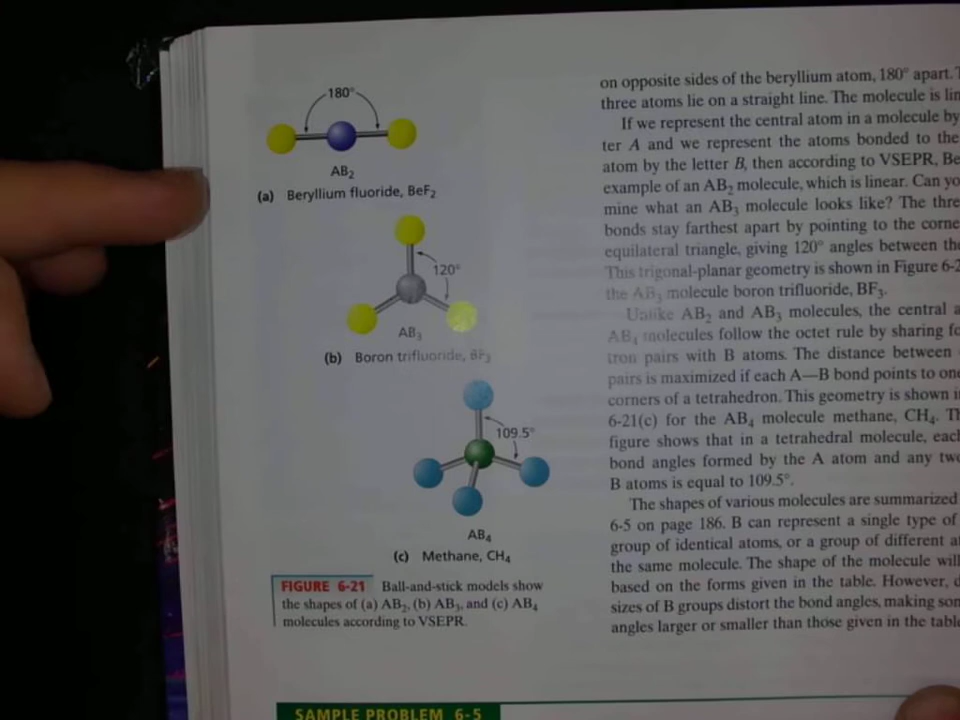 180°
AB₂
(a) Beryllium fluoride, BeF₂
120°
AB₃
(b) Boron trifluoride, BF₃
109.5°
AB₄
(c) Methane, CH₄
FIGURE 6-21 Ball-and-stick models show
the shapes of (a) AB₂, (b) AB₃, and (c) AB₄
molecules according to VSEPR.
on opposite sides of the beryllium atom, 180° apart.
three atoms lie on a straight line. The molecule is
If we represent the central atom in a molecule by
ter A and we represent the atoms bonded to the
atom by the letter B, then according to VSEPR,
example of an AB₂ molecule, which is linear. Can
mine what an AB₃ molecule looks like? The
bonds stay farthest apart by pointing to the
equilateral triangle, giving 120° angles between
This trigonal-planar geometry is shown in Figure
the AB₃ molecule boron trifluoride, BF₃.
Unlike AB₂ and AB₃ molecules, the central
AB₄ molecules follow the octet rule by sharing
tron pairs with B atoms. The distance between
pairs is maximized if each A—B bond points to
corners of a tetrahedron. This geometry is shown
6-21(c) for the AB₄ molecule methane, CH₄.
figure shows that in a tetrahedral molecule,
bond angles formed by the A atom and any
B atoms is equal to 109.5°.
The shapes of various molecules are summarized
6-5 on page 186. B can represent a single type of
group of identical atoms, or a group of different
the same molecule. The shape of the molecule
based on the forms given in the table. However,
sizes of B groups distort the bond angles, making
angles larger or smaller than those given in the
SAMPLE PROBLEM 6-5